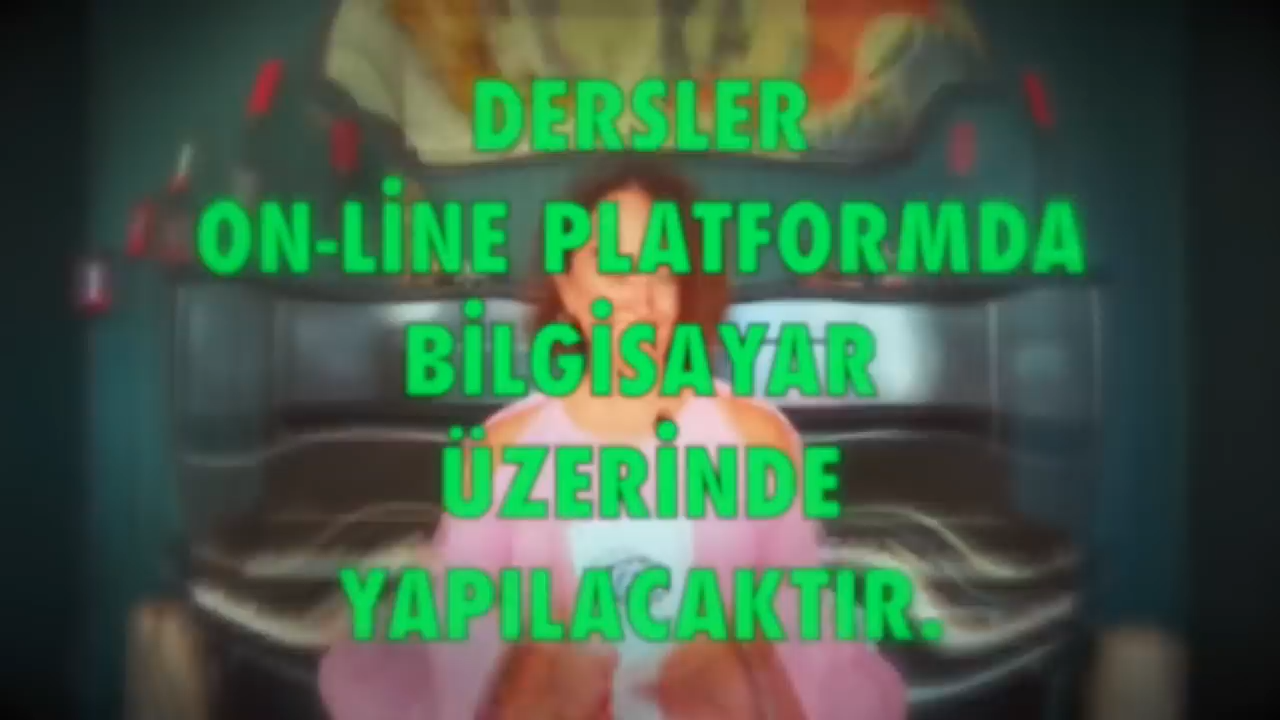 DERSLER
ON-LİNE PLATFORMDA
BİLGİSAYAR
ÜZERİNDE
YAPILACAKTIR.